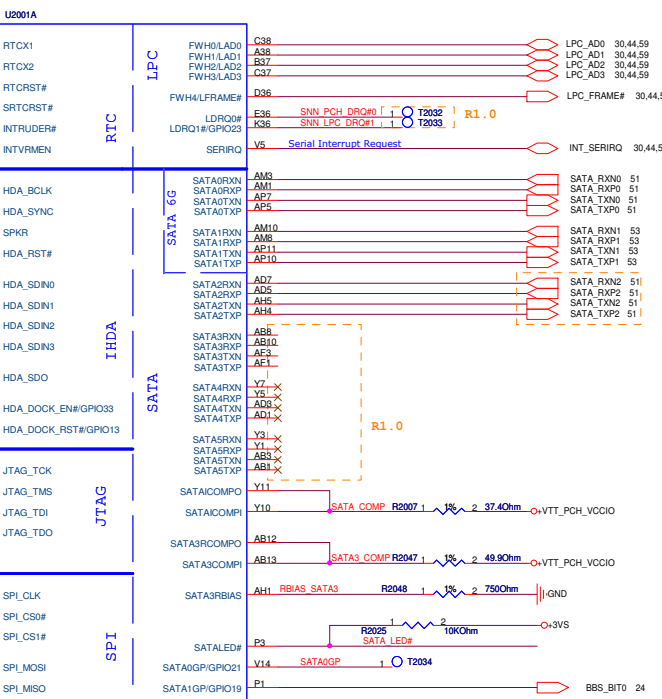 U2001A
RTCX1
RTCX2
RTCRST#
SRTCRST#
INTRUDER#
INTVRMEN
RTC
LPC
FWH0/LAD0 C38 LPC_AD0 30,44,59
FWH1/LAD1 A38 LPC_AD1 30,44,59
FWH2/LAD2 B37 LPC_AD2 30,44,59
FWH3/LAD3 C37 LPC_AD3 30,44,59
FWH4/LFRAME# D36 LPC_FRAME# 30,44,5
LDRQ0# E36 SNN_PCH_DRQ#0 1 T2032
LDRQ1#/GPIO23 K36 SNN_LPC_DRQ#1 1 T2033
R1.0
SERIRQ V5 Serial Interrupt Request INT_SERIRQ 30,44,5
HDA_BCLK
HDA_SYNC
SPKR
HDA_RST#
HDA_SDIN0
HDA_SDIN1
HDA_SDIN2
HDA_SDIN3
HDA_SDO
HDA_DOCK_EN#/GPIO33
HDA_DOCK_RST#/GPIO13
IHDA
SATA 6G
SATA
SATA0RXN AM3 SATA_RXN0 51
SATA0RXP AM1 SATA_RXP0 51
SATA0TXN AP7 SATA_TXN0 51
SATA0TXP AP5 SATA_TXP0 51
SATA1RXN AM10 SATA_RXN1 53
SATA1RXP AM8 SATA_RXP1 53
SATA1TXN AP11 SATA_TXN1 53
SATA1TXP AP10 SATA_TXP1 53
SATA2RXN AD7 SATA_RXN2 51
SATA2RXP AD5 SATA_RXP2 51
SATA2TXN AH5 SATA_TXN2 51
SATA2TXP AH4 SATA_TXP2 51
SATA3RXN AB8
SATA3RXP AB10
SATA3TXN AF3
SATA3TXP AF1
SATA4RXN Y7
SATA4RXP Y5
SATA4TXN AD3
SATA4TXP AD1
R1.0
SATA5RXN Y3
SATA5RXP Y1
SATA5TXN AB3
SATA5TXP AB1
JTAG_TCK
JTAG_TMS
JTAG_TDI
JTAG_TDO
JTAG
SATAICOMPO Y11
SATAICOMPI Y10 SATA_COMP R2007 1 1% 2 37.4Ohm +VTT_PCH_VCCIO
SATA3RCOMPO AB12
SATA3COMPI AB13 SATA3_COMP R2047 1 1% 2 49.9Ohm +VTT_PCH_VCCIO
SPI_CLK
SPI_CS0#
SPI_CS1#
SPI_MOSI
SPI_MISO
SPI
SATA3RBIAS AH1 RBIAS_SATA3 R2048 1 1% 2 750Ohm GND
R2025 1 2 10KOhm +3VS
SATALED# P3 SATA_LED#
SATA0GP/GPIO21 V14 SATA0GP 1 T2034
SATA1GP/GPIO19 P1 BBS_BIT0 24